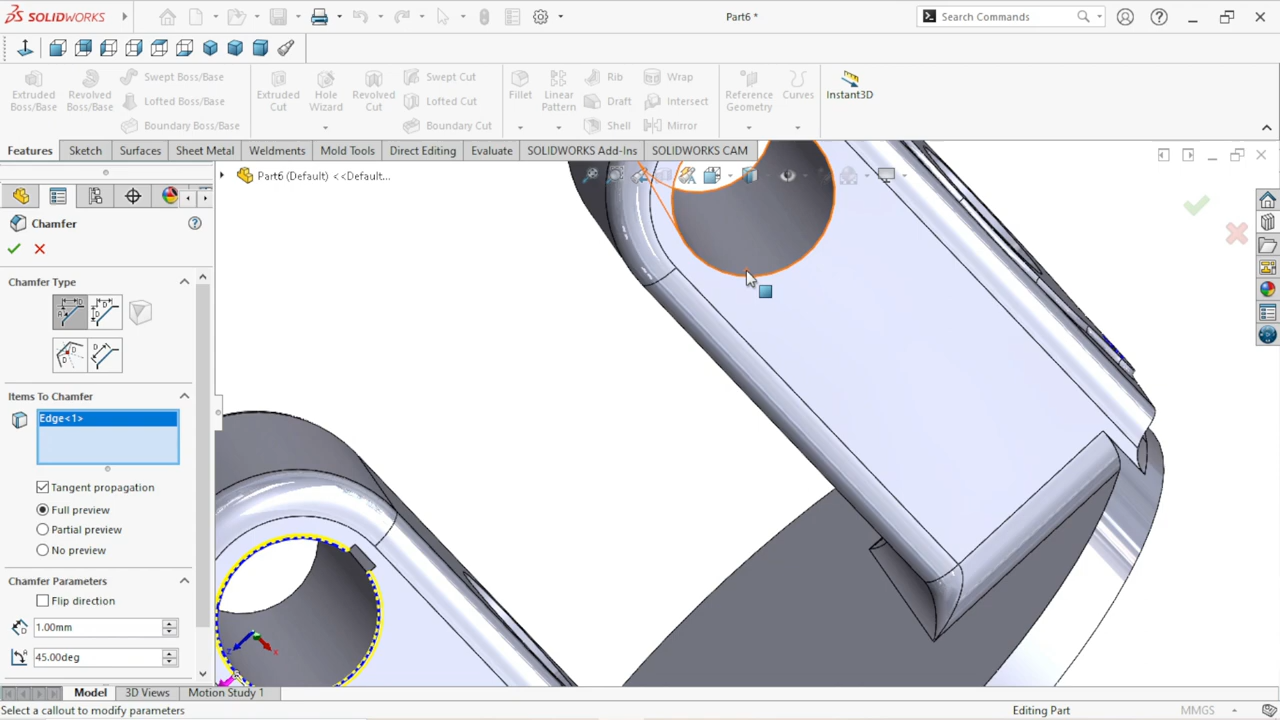 SOLIDWORKS
Part6 *
Search Commands
Extruded Boss/Base
Revolved Boss/Base
Swept Boss/Base
Lofted Boss/Base
Boundary Boss/Base
Extruded Cut
Hole Wizard
Revolved Cut
Swept Cut
Lofted Cut
Boundary Cut
Fillet
Linear Pattern
Rib
Draft
Shell
Wrap
Intersect
Mirror
Reference Geometry
Curves
Instant3D
Features
Sketch
Surfaces
Sheet Metal
Weldments
Mold Tools
Direct Editing
Evaluate
SOLIDWORKS Add-Ins
SOLIDWORKS CAM
Part6 (Default) <<Default...
Chamfer
Chamfer Type
Items To Chamfer
Edge<1>
Tangent propagation
Full preview
Partial preview
No preview
Chamfer Parameters
Flip direction
1.00mm
45.00deg
Model
3D Views
Motion Study 1
Select a callout to modify parameters
Editing Part
MMGS